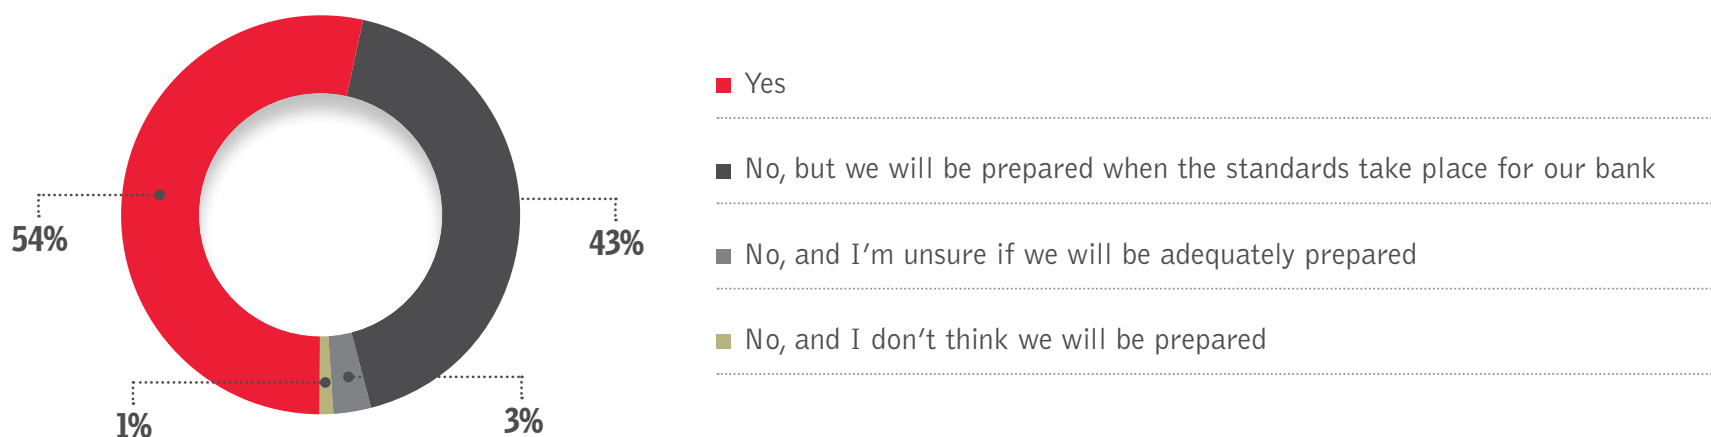 Yes
No, but we will be prepared when the standards take place for our bank
54%
43%
No, and I’m unsure if we will be adequately prepared
No, and I don’t think we will be prepared
1%
3%